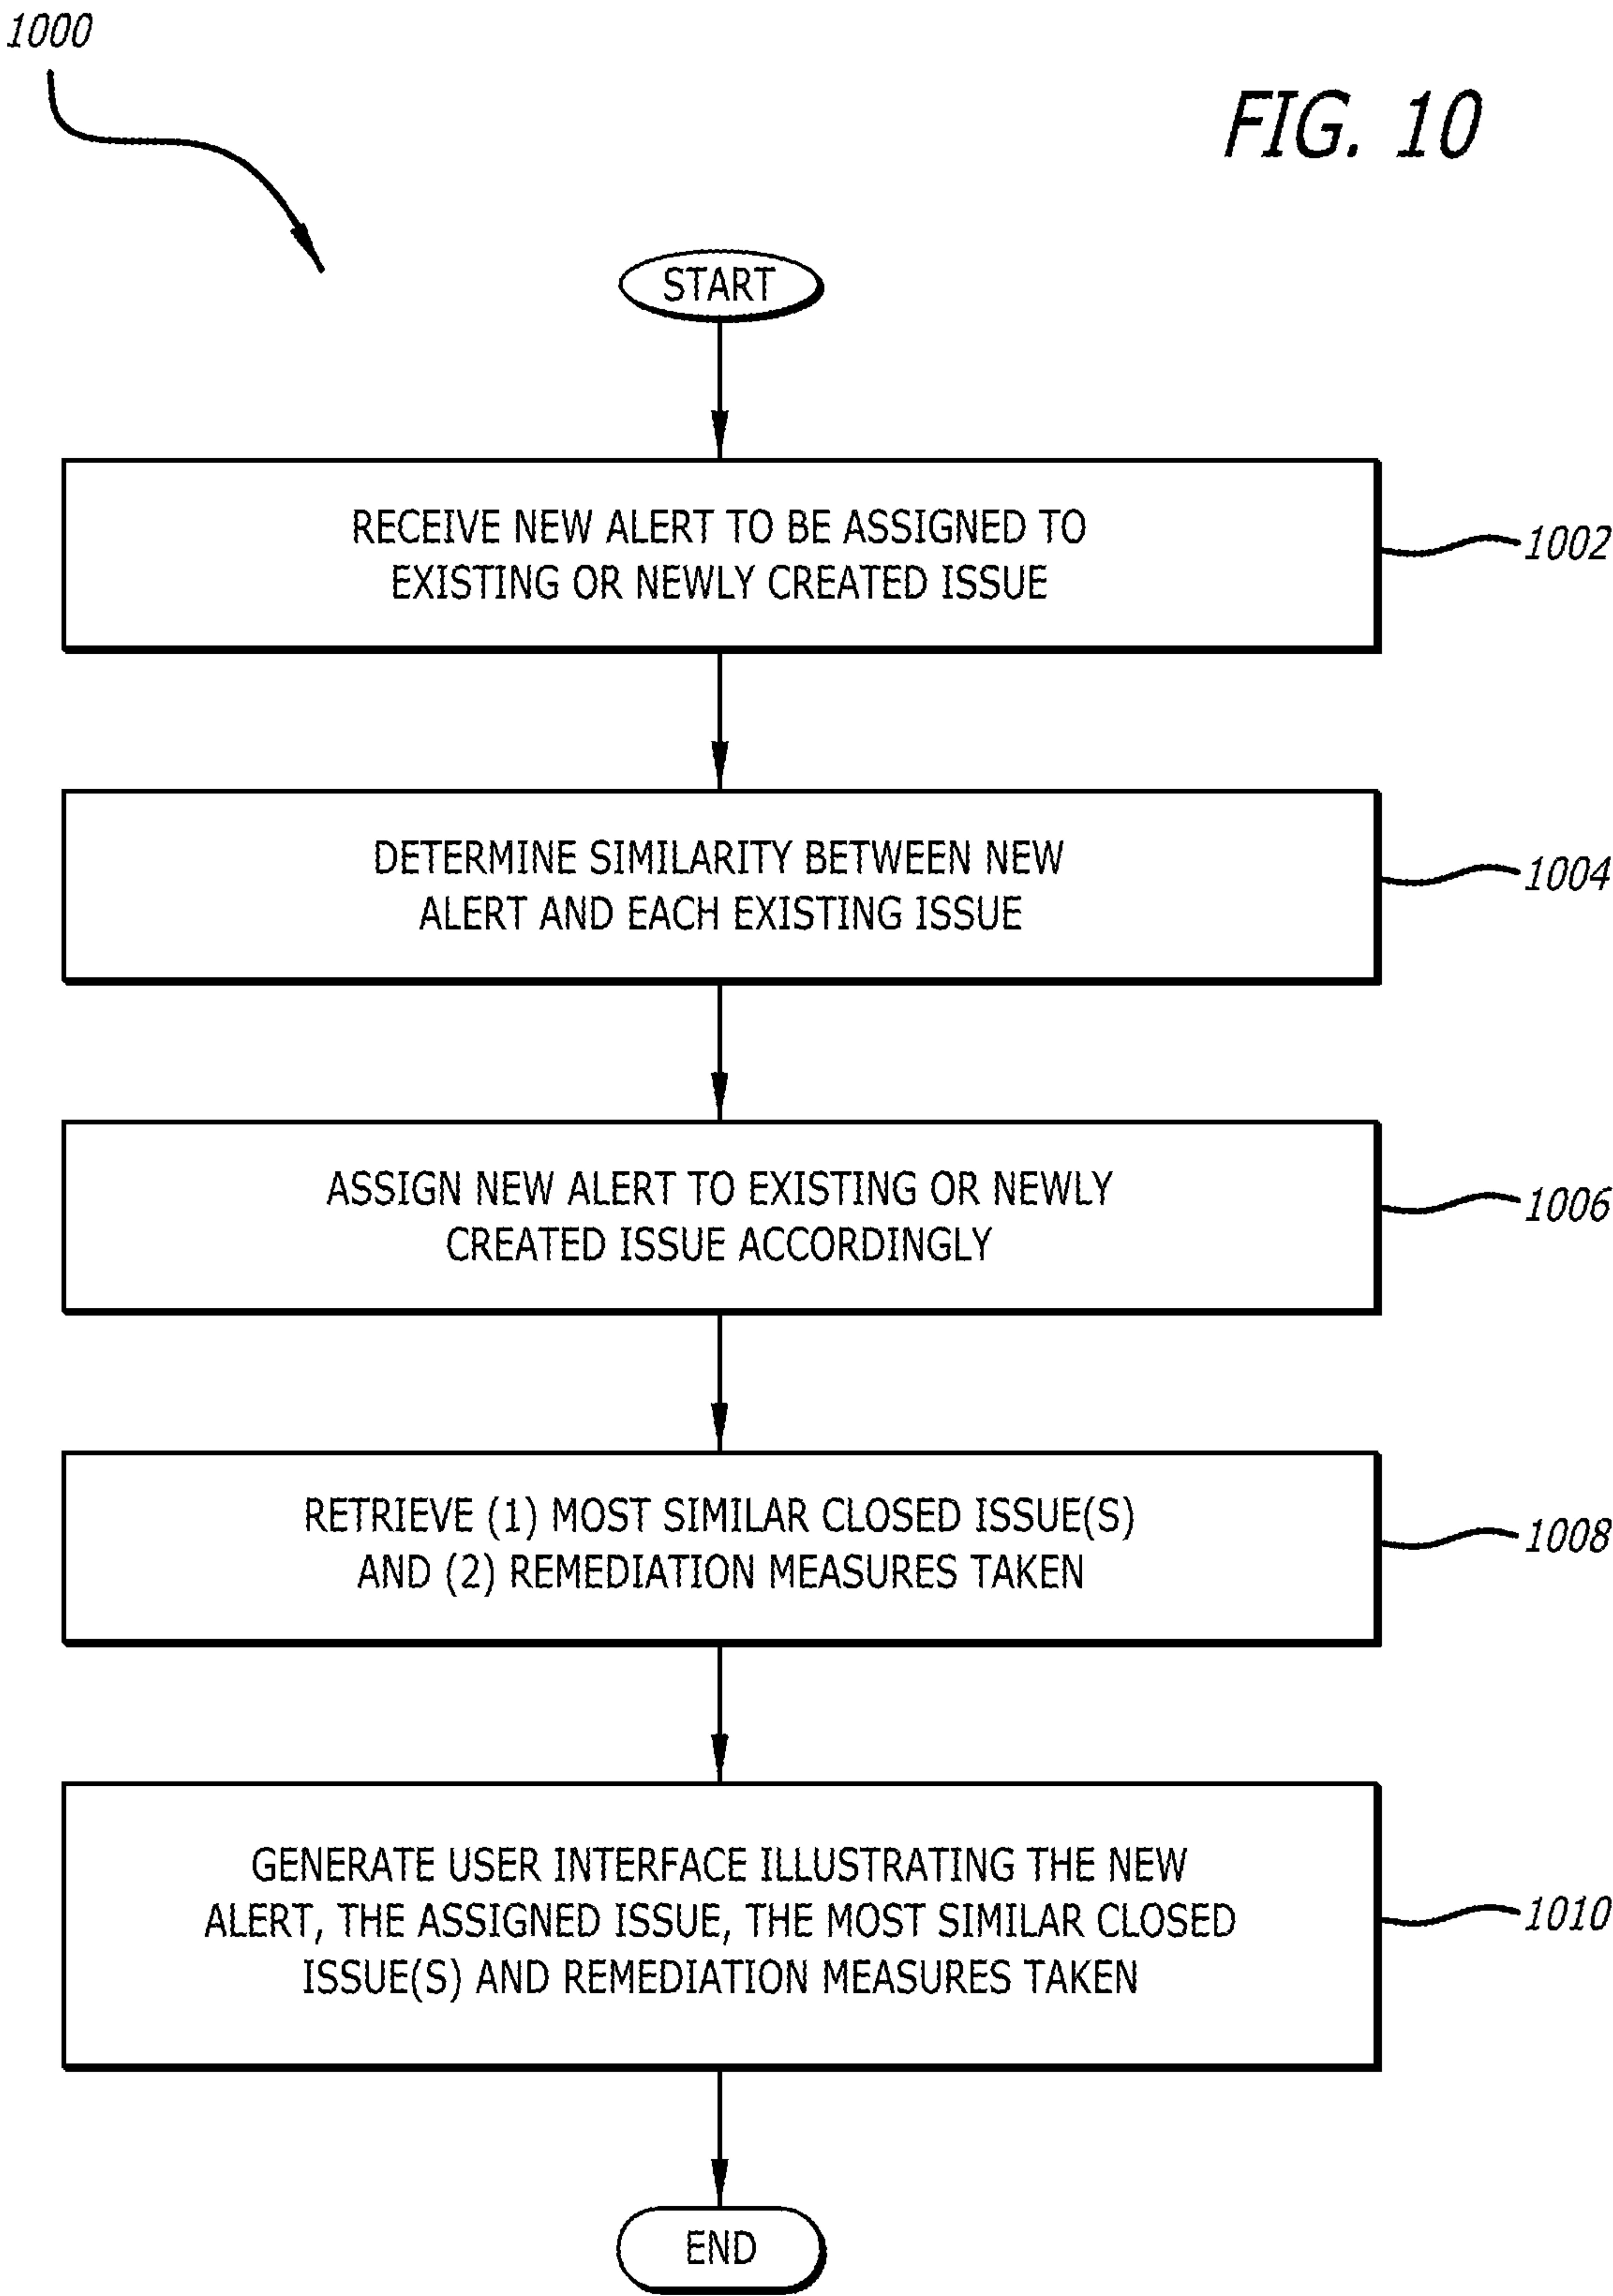 1000
FIG. 10
START
RECEIVE NEW ALERT TO BE ASSIGNED TO
EXISTING OR NEWLY CREATED ISSUE
1002
DETERMINE SIMILARITY BETWEEN NEW
ALERT AND EACH EXISTING ISSUE
1004
ASSIGN NEW ALERT TO EXISTING OR NEWLY
CREATED ISSUE ACCORDINGLY
1006
RETRIEVE (1) MOST SIMILAR CLOSED ISSUE(S)
AND (2) REMEDIATION MEASURES TAKEN
1008
GENERATE USER INTERFACE ILLUSTRATING THE NEW
ALERT, THE ASSIGNED ISSUE, THE MOST SIMILAR CLOSED
ISSUE(S) AND REMEDIATION MEASURES TAKEN
1010
END